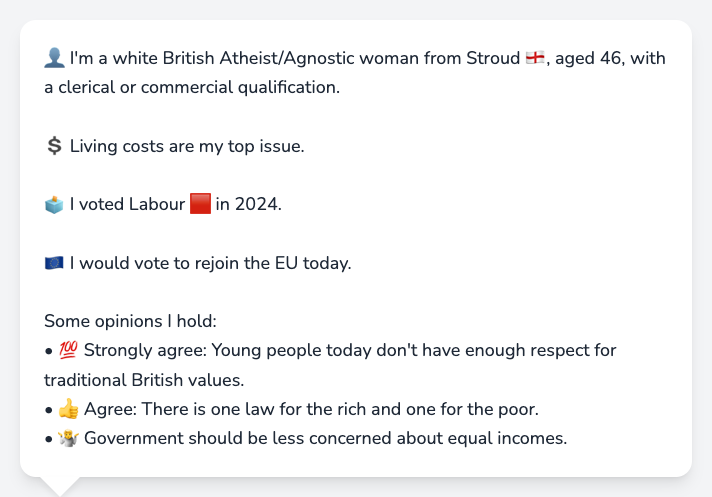 👤 I'm a white British Atheist/Agnostic woman from Stroud 🏴󠁧󠁢󠁥󠁮󠁧󠁿, aged 46, with
a clerical or commercial qualification.
💲 Living costs are my top issue.
🗳️ I voted Labour 🟥 in 2024.
🇪🇺 I would vote to rejoin the EU today.
Some opinions I hold:
• 💯 Strongly agree: Young people today don't have enough respect for
traditional British values.
• 👍 Agree: There is one law for the rich and one for the poor.
• 🤷 Government should be less concerned about equal incomes.